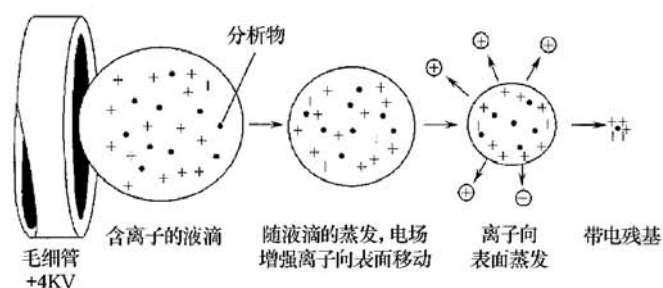 分析物
毛细管
+4KV
含离子的液滴
随液滴的蒸发,电场
增强离子向表面移动
离子向
表面蒸发
带电残基